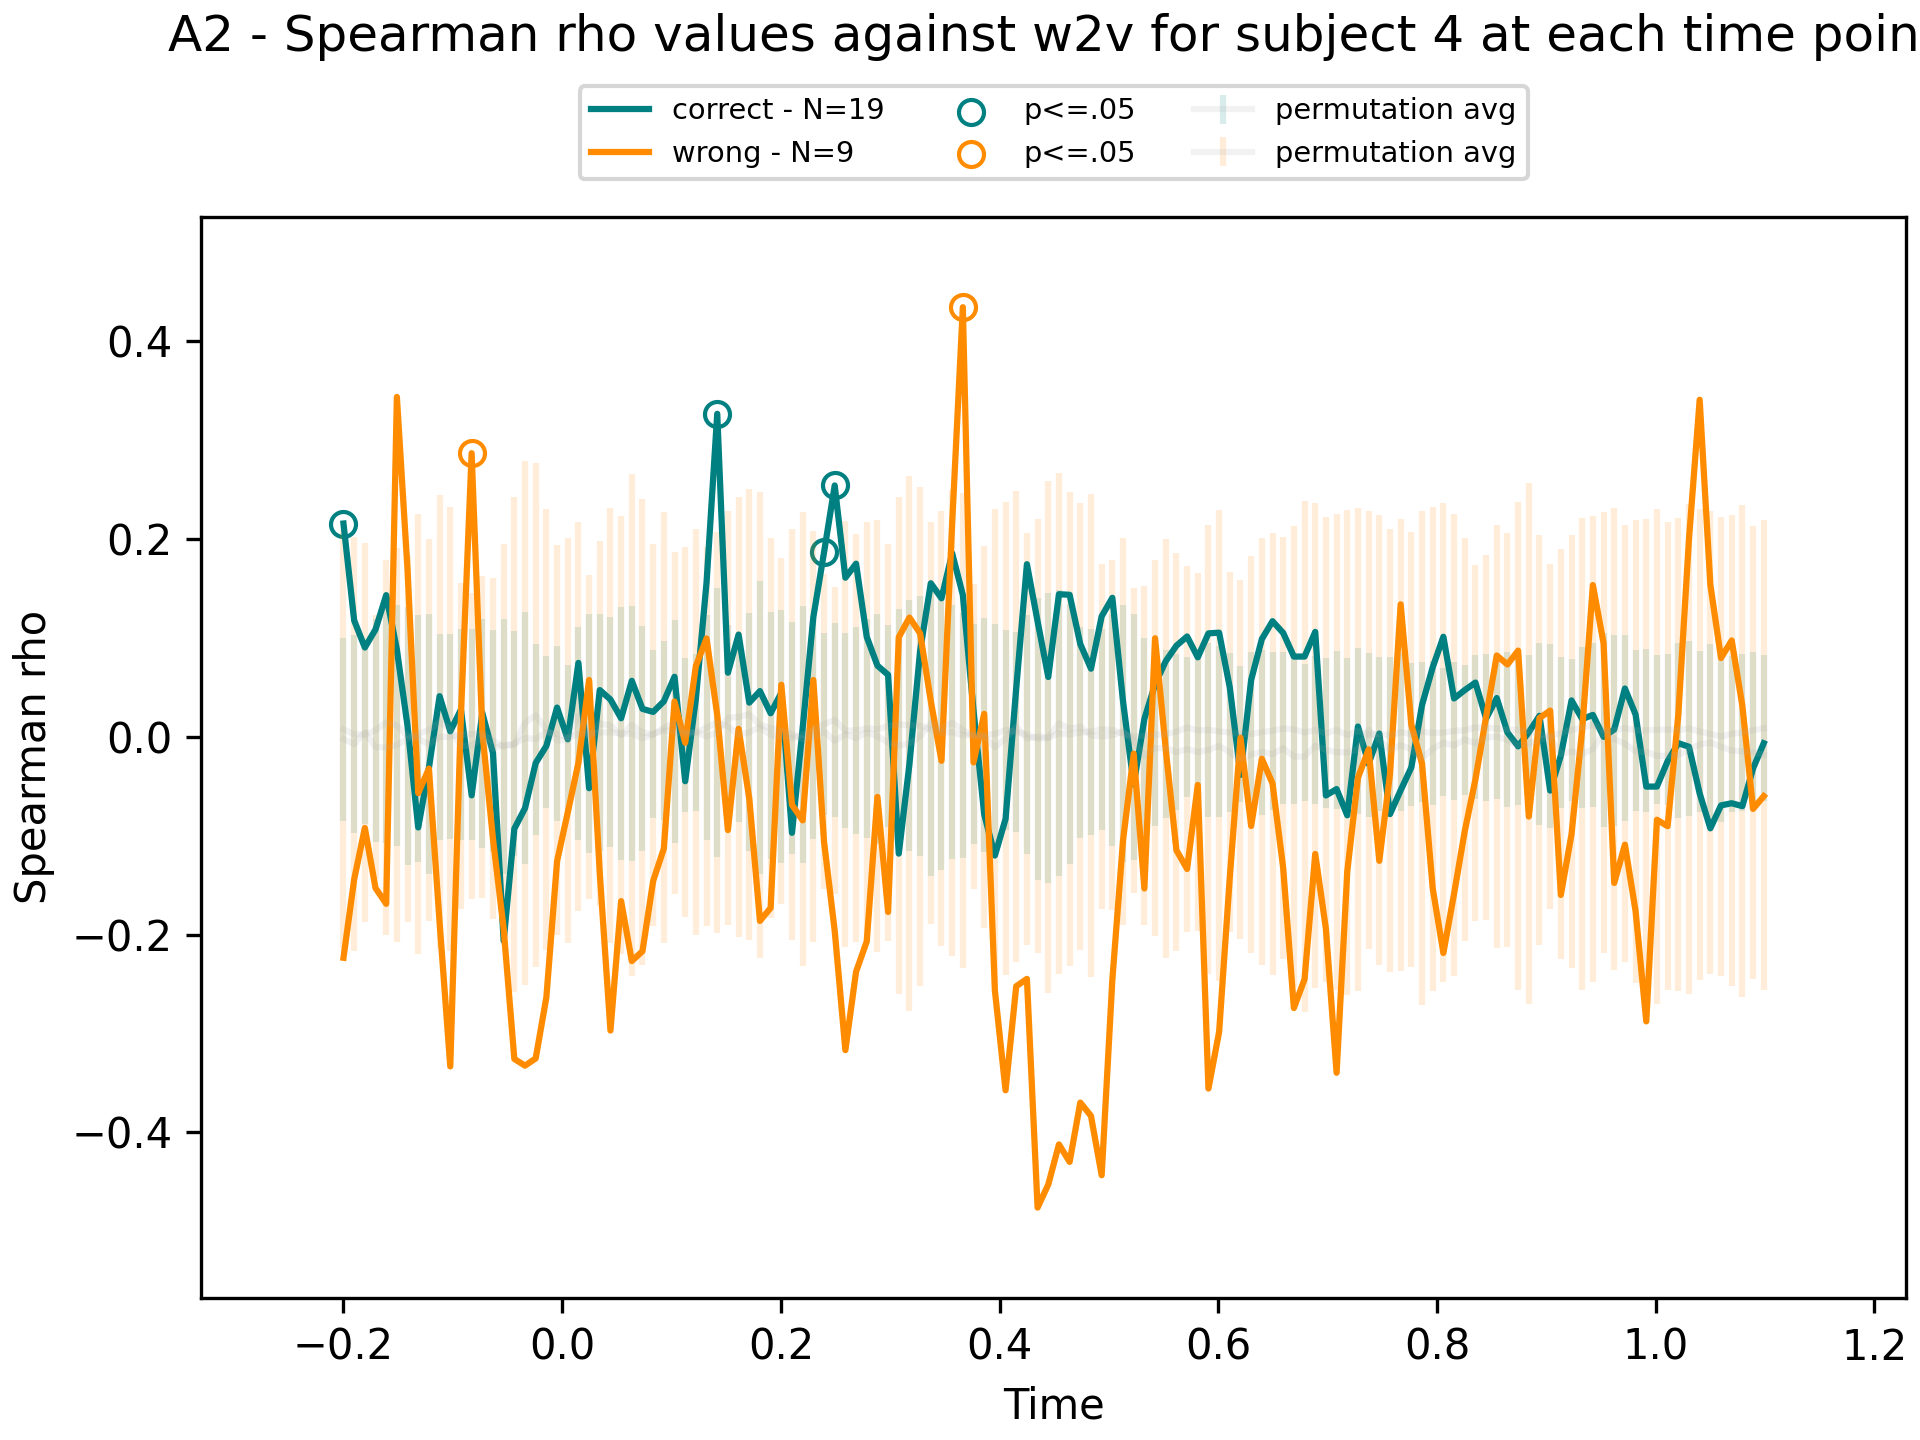 A2 - Spearman rho values against w2v for subject 4 at each time poin
correct - N=19
wrong - N=9
p<=.05
p<=.05
permutation avg
permutation avg
Spearman rho
0.4
0.2
0.0
−0.2
−0.4
−0.2 0.0 0.2 0.4 0.6 0.8 1.0 1.2
Time